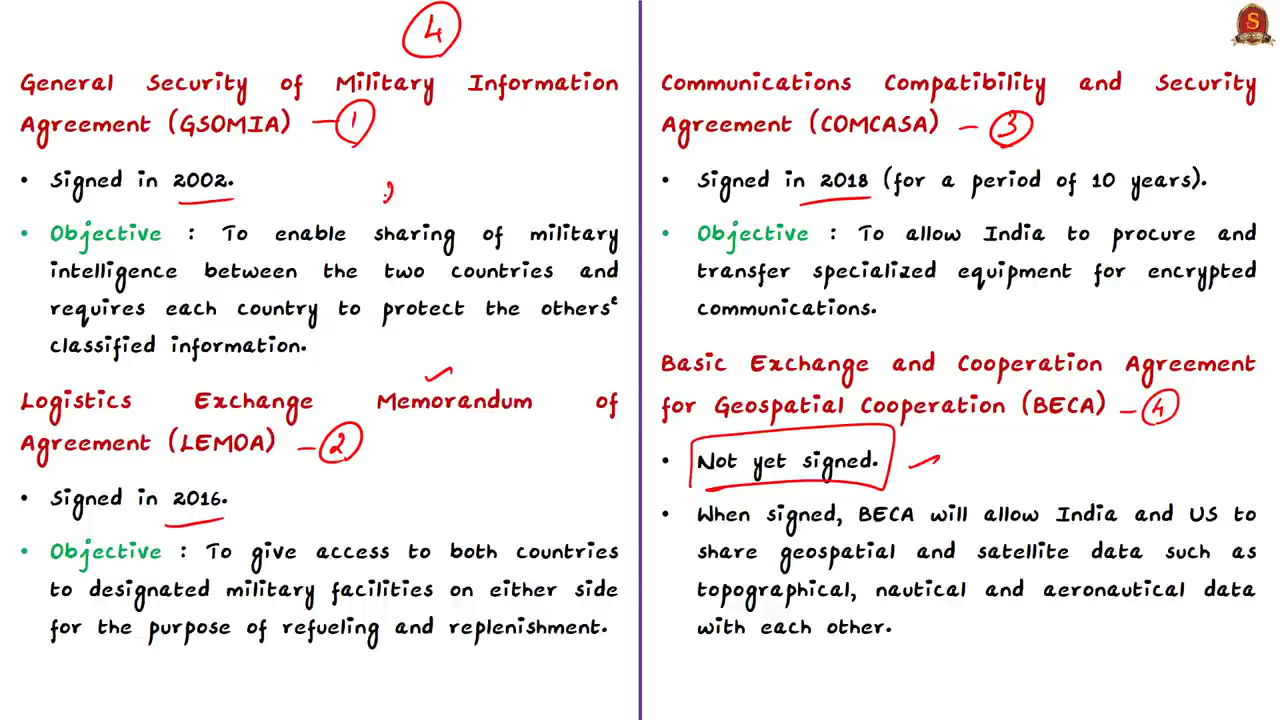 4
General Security of Military Information
Agreement (GSOMIA) – 1
• Signed in 2002.
• Objective : To enable sharing of military
intelligence between the two countries and
requires each country to protect the others'
classified information.
Logistics Exchange Memorandum of
Agreement (LEMOA) – 2
• Signed in 2016.
• Objective : To give access to both countries
to designated military facilities on either side
for the purpose of refueling and replenishment.
S
Communications Compatibility and Security
Agreement (COMCASA) – 3
• Signed in 2018 (for a period of 10 years).
• Objective : To allow India to procure and
transfer specialized equipment for encrypted
communications.
Basic Exchange and Cooperation Agreement
for Geospatial Cooperation (BECA) – 4
• Not yet signed.
• When signed, BECA will allow India and US to
share geospatial and satellite data such as
topographical, nautical and aeronautical data
with each other.